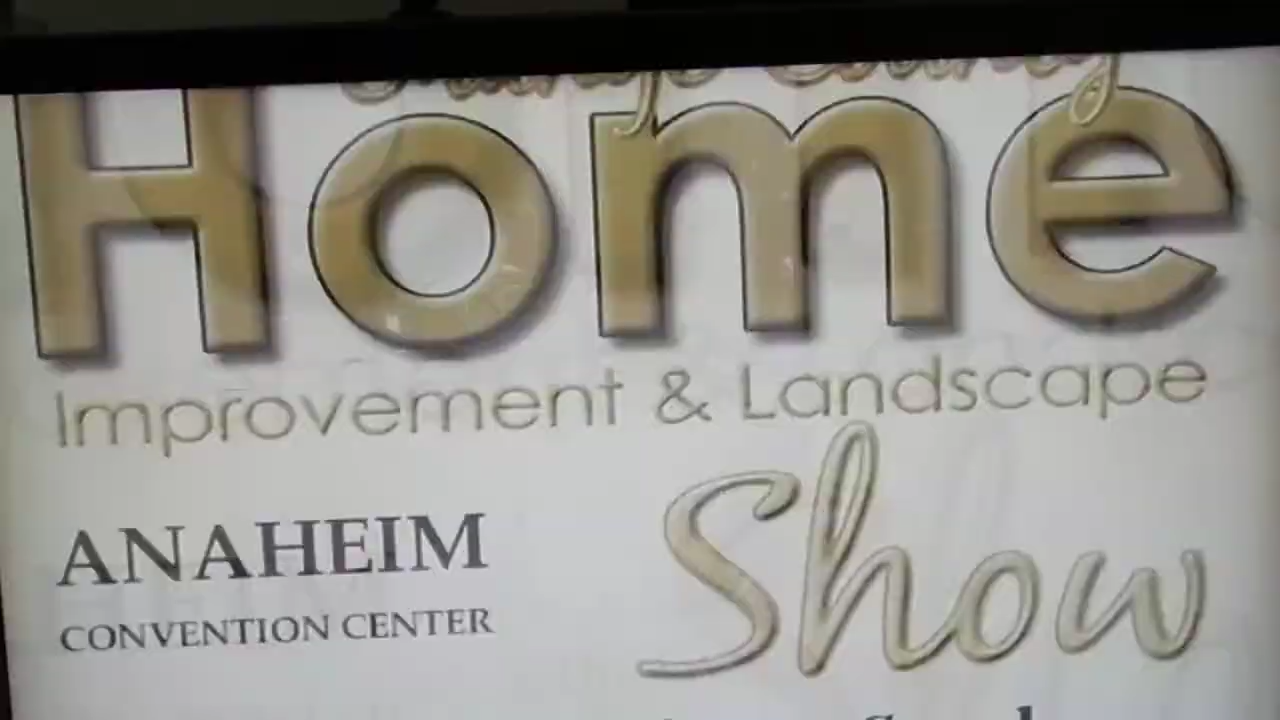 Home
Improvement & Landscape
Show
ANAHEIM
CONVENTION CENTER